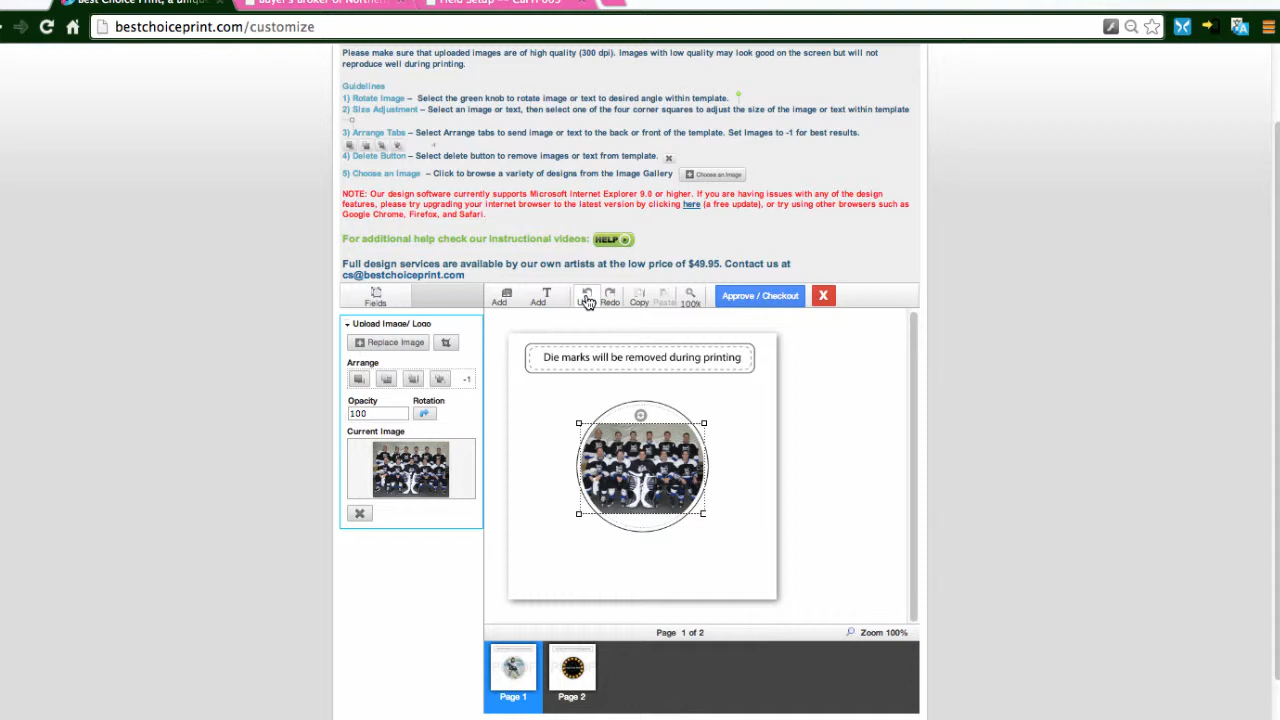 Best Choice Print, a uniqu
Buyer's Broker of Northern
Field Setup -- CafN 005
bestchoiceprint.com/customize
Please make sure that uploaded images are of high quality (300 dpi). Images with low quality may look good on the screen but will not
reproduce well during printing.
Guidelines
1) Rotate Image – Select the green knob to rotate image or text to desired angle within template.
2) Size Adjustment – Select an image or text, then select one of the four corner squares to adjust the size of the image or text within template
3) Arrange Tabs – Select Arrange tabs to send image or text to the back or front of the template. Set Images to -1 for best results.
4) Delete Button – Select delete button to remove images or text from template.
5) Choose an Image – Click to browse a variety of designs from the Image Gallery Choose an Image
NOTE: Our design software currently supports Microsoft Internet Explorer 9.0 or higher. If you are having issues with any of the design
features, please try upgrading your internet browser to the latest version by clicking here (a free update), or try using other browsers such as
Google Chrome, Firefox, and Safari.
For additional help check our instructional videos: HELP
Full design services are available by our own artists at the low price of $49.95. Contact us at
cs@bestchoiceprint.com
Fields
Add Add Undo Redo Copy Paste 100%
Approve / Checkout X
Upload Image/ Logo
Replace Image
Arrange
-1
Opacity Rotation
100
Current Image
Die marks will be removed during printing
Page 1 of 2
Zoom 100%
Page 1
Page 2